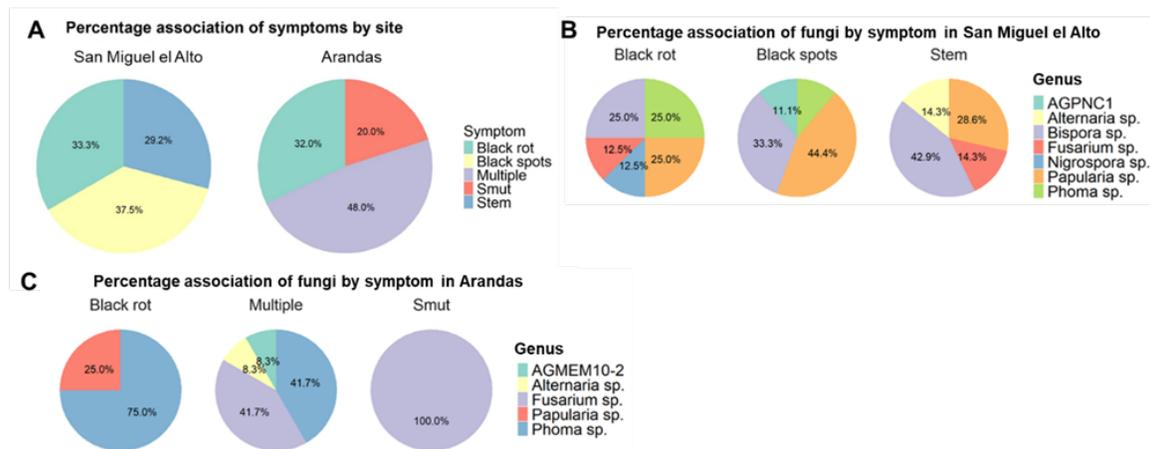 A
Percentage association of symptoms by site
San Miguel el Alto
Arandas
33.3%
29.2%
37.5%
32.0%
20.0%
48.0%
Symptom
Black rot
Black spots
Multiple
Smut
Stem
B
Percentage association of fungi by symptom in San Miguel el Alto
Black rot
Black spots
Stem
25.0%
25.0%
12.5%
12.5%
25.0%
11.1%
33.3%
44.4%
14.3%
28.6%
42.9%
14.3%
Genus
AGPNC1
Alternaria sp.
Bispora sp.
Fusarium sp.
Nigrospora sp.
Papularia sp.
Phoma sp.
C
Percentage association of fungi by symptom in Arandas
Black rot
Multiple
Smut
25.0%
75.0%
8.3%
8.3%
41.7%
41.7%
100.0%
Genus
AGMEM10-2
Alternaria sp.
Fusarium sp.
Papularia sp.
Phoma sp.